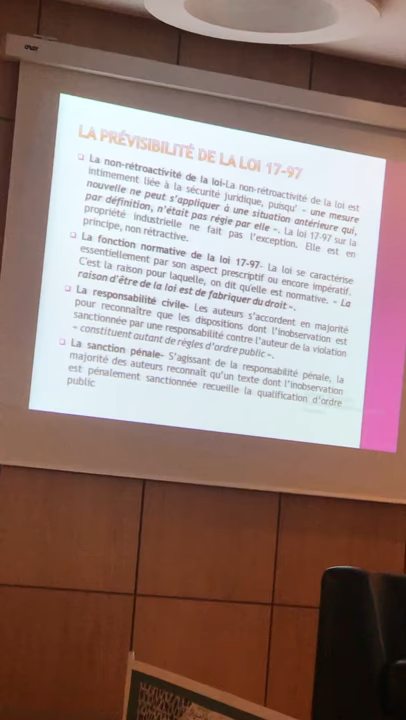 LA PRÉVISIBILITÉ DE LA LOI 17-97
La non-rétroactivité de la loi-La non-rétroactivité de la loi est
intimement liée à la sécurité juridique, puisqu' « une mesure
nouvelle ne peut s'appliquer à une situation antérieure qui,
par définition, n'était pas régie par elle ». La loi 17-97 sur la
propriété industrielle ne fait pas l'exception. Elle est en
principe, non rétractive.
La fonction normative de la loi 17-97- La loi se caractérise
essentiellement par son aspect prescriptif ou encore impératif.
C'est la raison pour laquelle, on dit qu'elle est normative. « La
raison d'être de la loi est de fabriquer du droit ».
La responsabilité civile- Les auteurs s'accordent en majorité
pour reconnaître que les dispositions dont l'inobservation est
sanctionnée par une responsabilité contre l'auteur de la violation
« constituent autant de règles d'ordre public ».
La sanction pénale- S'agissant de la responsabilité pénale, la
majorité des auteurs reconnaît qu'un texte dont l'inobservation
est pénalement sanctionnée recueille la qualification d'ordre
public